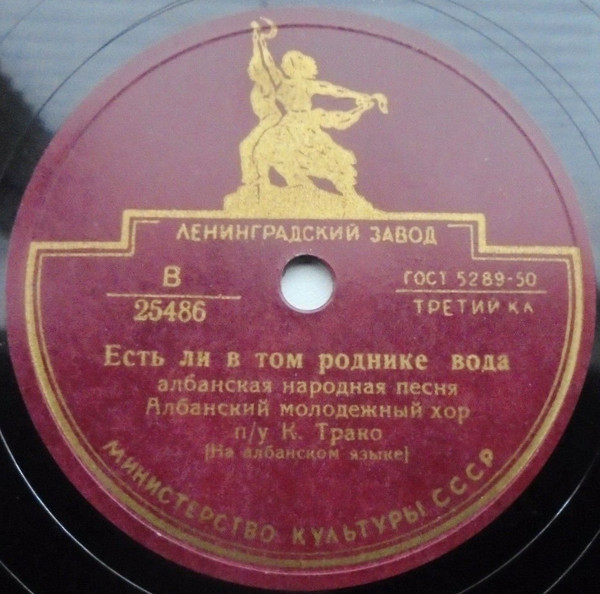 ЛЕНИНГРАДСКИЙ ЗАВОД
В
25486
ГОСТ 5289-50
ТРЕТИЙ КЛ
Есть ли в том роднике вода
албанская народная песня
Албанский молодежный хор
п/у К. Трако
(На албанском языке)
МИНИСТЕРСТВО КУЛЬТУРЫ СССР